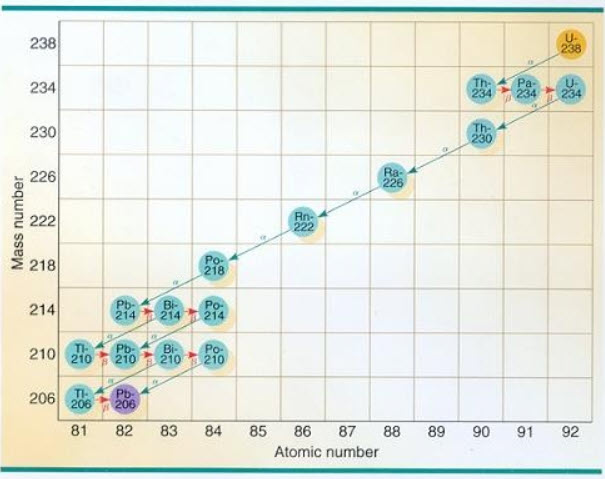 238
U-
238
α
234
Th-
234
β
Pa-
234
β
U-
234
α
230
Th-
230
α
226
Ra-
226
α
222
Rn-
222
α
218
Po-
218
α
214
Pb-
214
β
Bi-
214
β
Po-
214
α
α
210
Tl-
210
β
Pb-
210
β
Bi-
210
β
Po-
210
α
α
206
Tl-
206
β
Pb-
206
Mass number
81 82 83 84 85 86 87 88 89 90 91 92
Atomic number